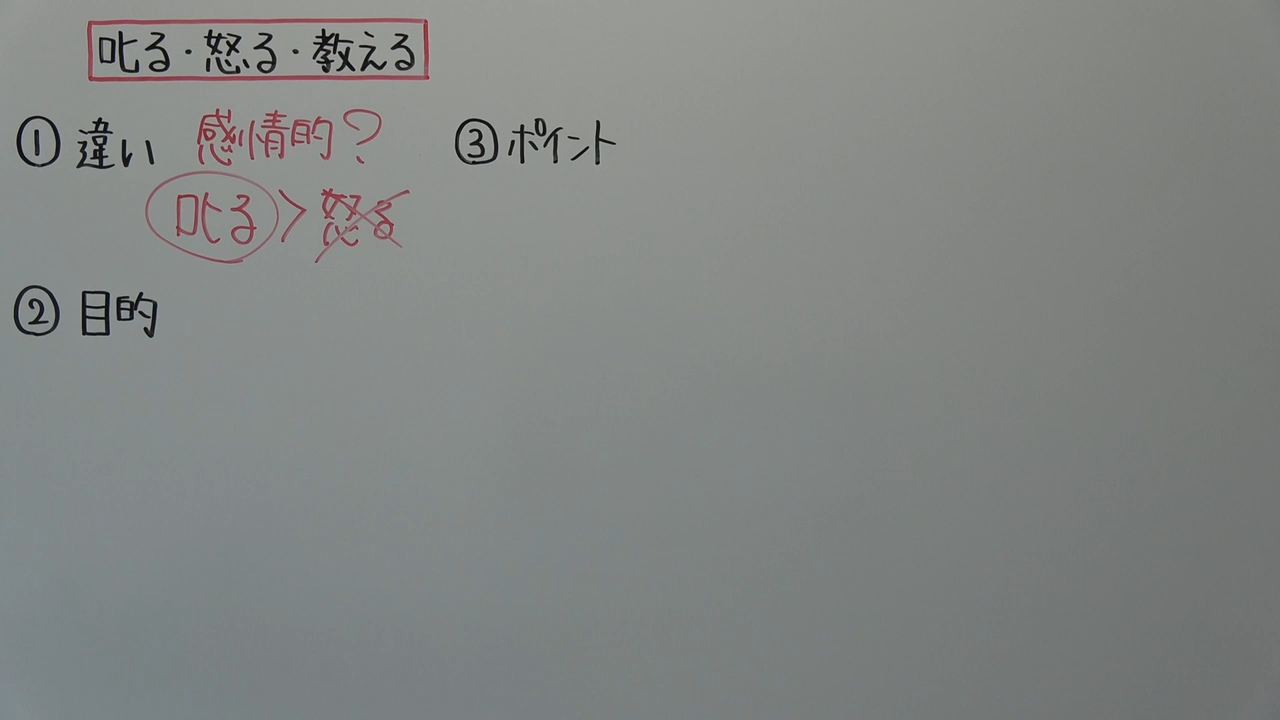 叱る・怒る・教える
① 違い 感情的?
叱る > 怒る
② 目的
③ ポイント